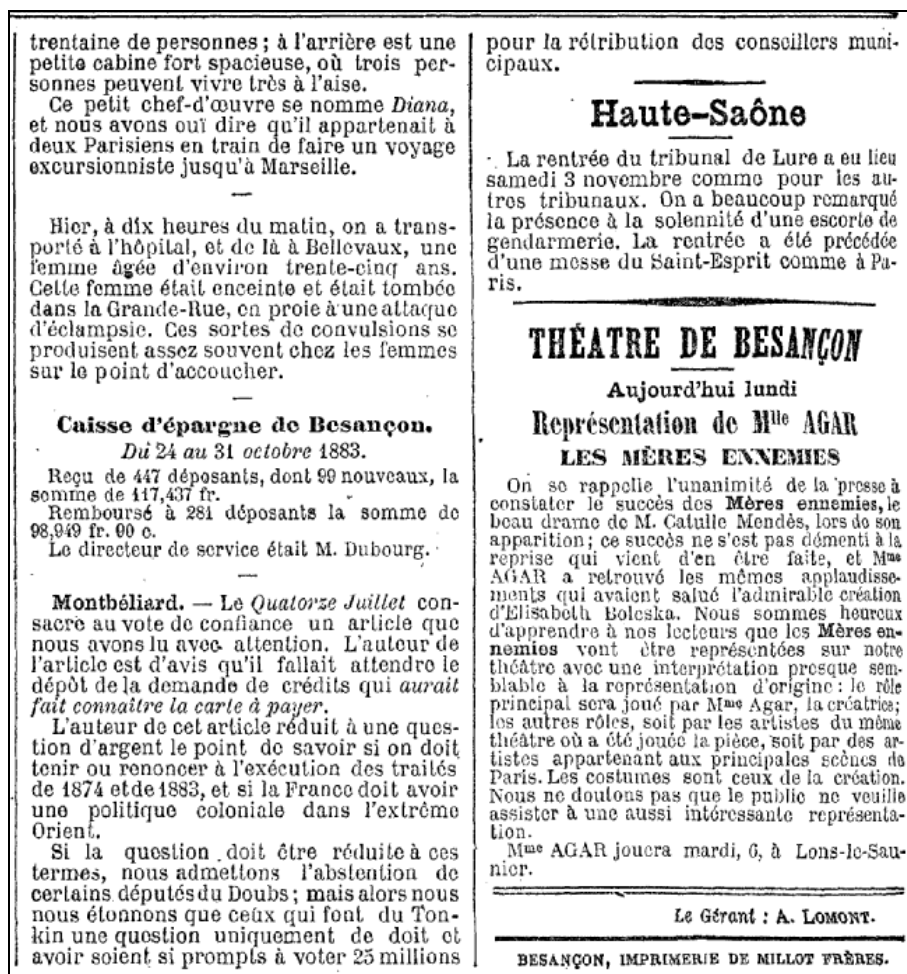 trentaine de personnes ; à l'arrière est une
petite cabine fort spacieuse, où trois per-
sonnes peuvent vivre très à l'aise.
Ce petit chef-d'œuvre se nomme Diana,
et nous avons ouï dire qu'il appartenait à
deux Parisiens en train de faire un voyage
excursionniste jusqu'à Marseille.
—
Hier, à dix heures du matin, on a trans-
porté à l'hôpital, et de là à Bellevaux, une
femme âgée d'environ trente-cinq ans.
Cette femme était enceinte et était tombée
dans la Grande-Rue, en proie à une attaque
d'éclampsie. Ces sortes de convulsions se
produisent assez souvent chez les femmes
sur le point d'accoucher.
—
Caisse d'épargne de Besançon.
Du 24 au 31 octobre 1883.
Reçu de 447 déposants, dont 99 nouveaux, la
somme de 117,437 fr.
Remboursé à 281 déposants la somme de
98,949 fr. 90 c.
Le directeur de service était M. Dubourg.
—
Montbéliard. — Le Quatorze Juillet con-
sacre au vote de confiance un article que
nous avons lu avec attention. L'auteur de
l'article est d'avis qu'il fallait attendre le
dépôt de la demande de crédits qui aurait
fait connaître la carte à payer.
L'auteur de cet article réduit à une ques-
tion d'argent le point de savoir si on doit
tenir ou renoncer à l'exécution des traités
de 1874 et de 1883, et si la France doit avoir
une politique coloniale dans l'extrême
Orient.
Si la question doit être réduite à ces
termes, nous admettons l'abstention de
certains députés du Doubs ; mais alors nous
nous étonnons que ceux qui font du Ton-
kin une question uniquement de doit et
avoir soient si prompts à voter 25 millions
pour la rétribution des conseillers muni-
cipaux.
Haute-Saône
La rentrée du tribunal de Lure a eu lieu
samedi 3 novembre comme pour les au-
tres tribunaux. On a beaucoup remarqué
la présence à la solennité d'une escorte de
gendarmerie. La rentrée a été précédée
d'une messe du Saint-Esprit comme à Pa-
ris.
THÉATRE DE BESANÇON
Aujourd'hui lundi
Représentation de Mlle AGAR
LES MÈRES ENNEMIES
On se rappelle l'unanimité de la presse à
constater le succès des Mères ennemies, le
beau drame de M. Catulle Mendès, lors de son
apparition ; ce succès ne s'est pas démenti à la
reprise qui vient d'en être faite, et Mme
AGAR a retrouvé les mêmes applaudisse-
ments qui avaient salué l'admirable création
d'Elisabeth Boleska. Nous sommes heureux
d'apprendre à nos lecteurs que les Mères en-
nemies vont être représentées sur notre
théâtre avec une interprétation presque sem-
blable à la représentation d'origine : le rôle
principal sera joué par Mme Agar, la créatrice ;
les autres rôles, soit par les artistes du même
théâtre où a été jouée la pièce, soit par des ar-
tistes appartenant aux principales scènes de
Paris. Les costumes sont ceux de la création.
Nous ne doutons pas que le public ne veuille
assister à une aussi intéressante représenta-
tion.
Mme AGAR jouera mardi, 6, à Lons-le-Sau-
nier.
Le Gérant : A. LOMONT.
BESANÇON, IMPRIMERIE DE MILLOT FRÈRES.